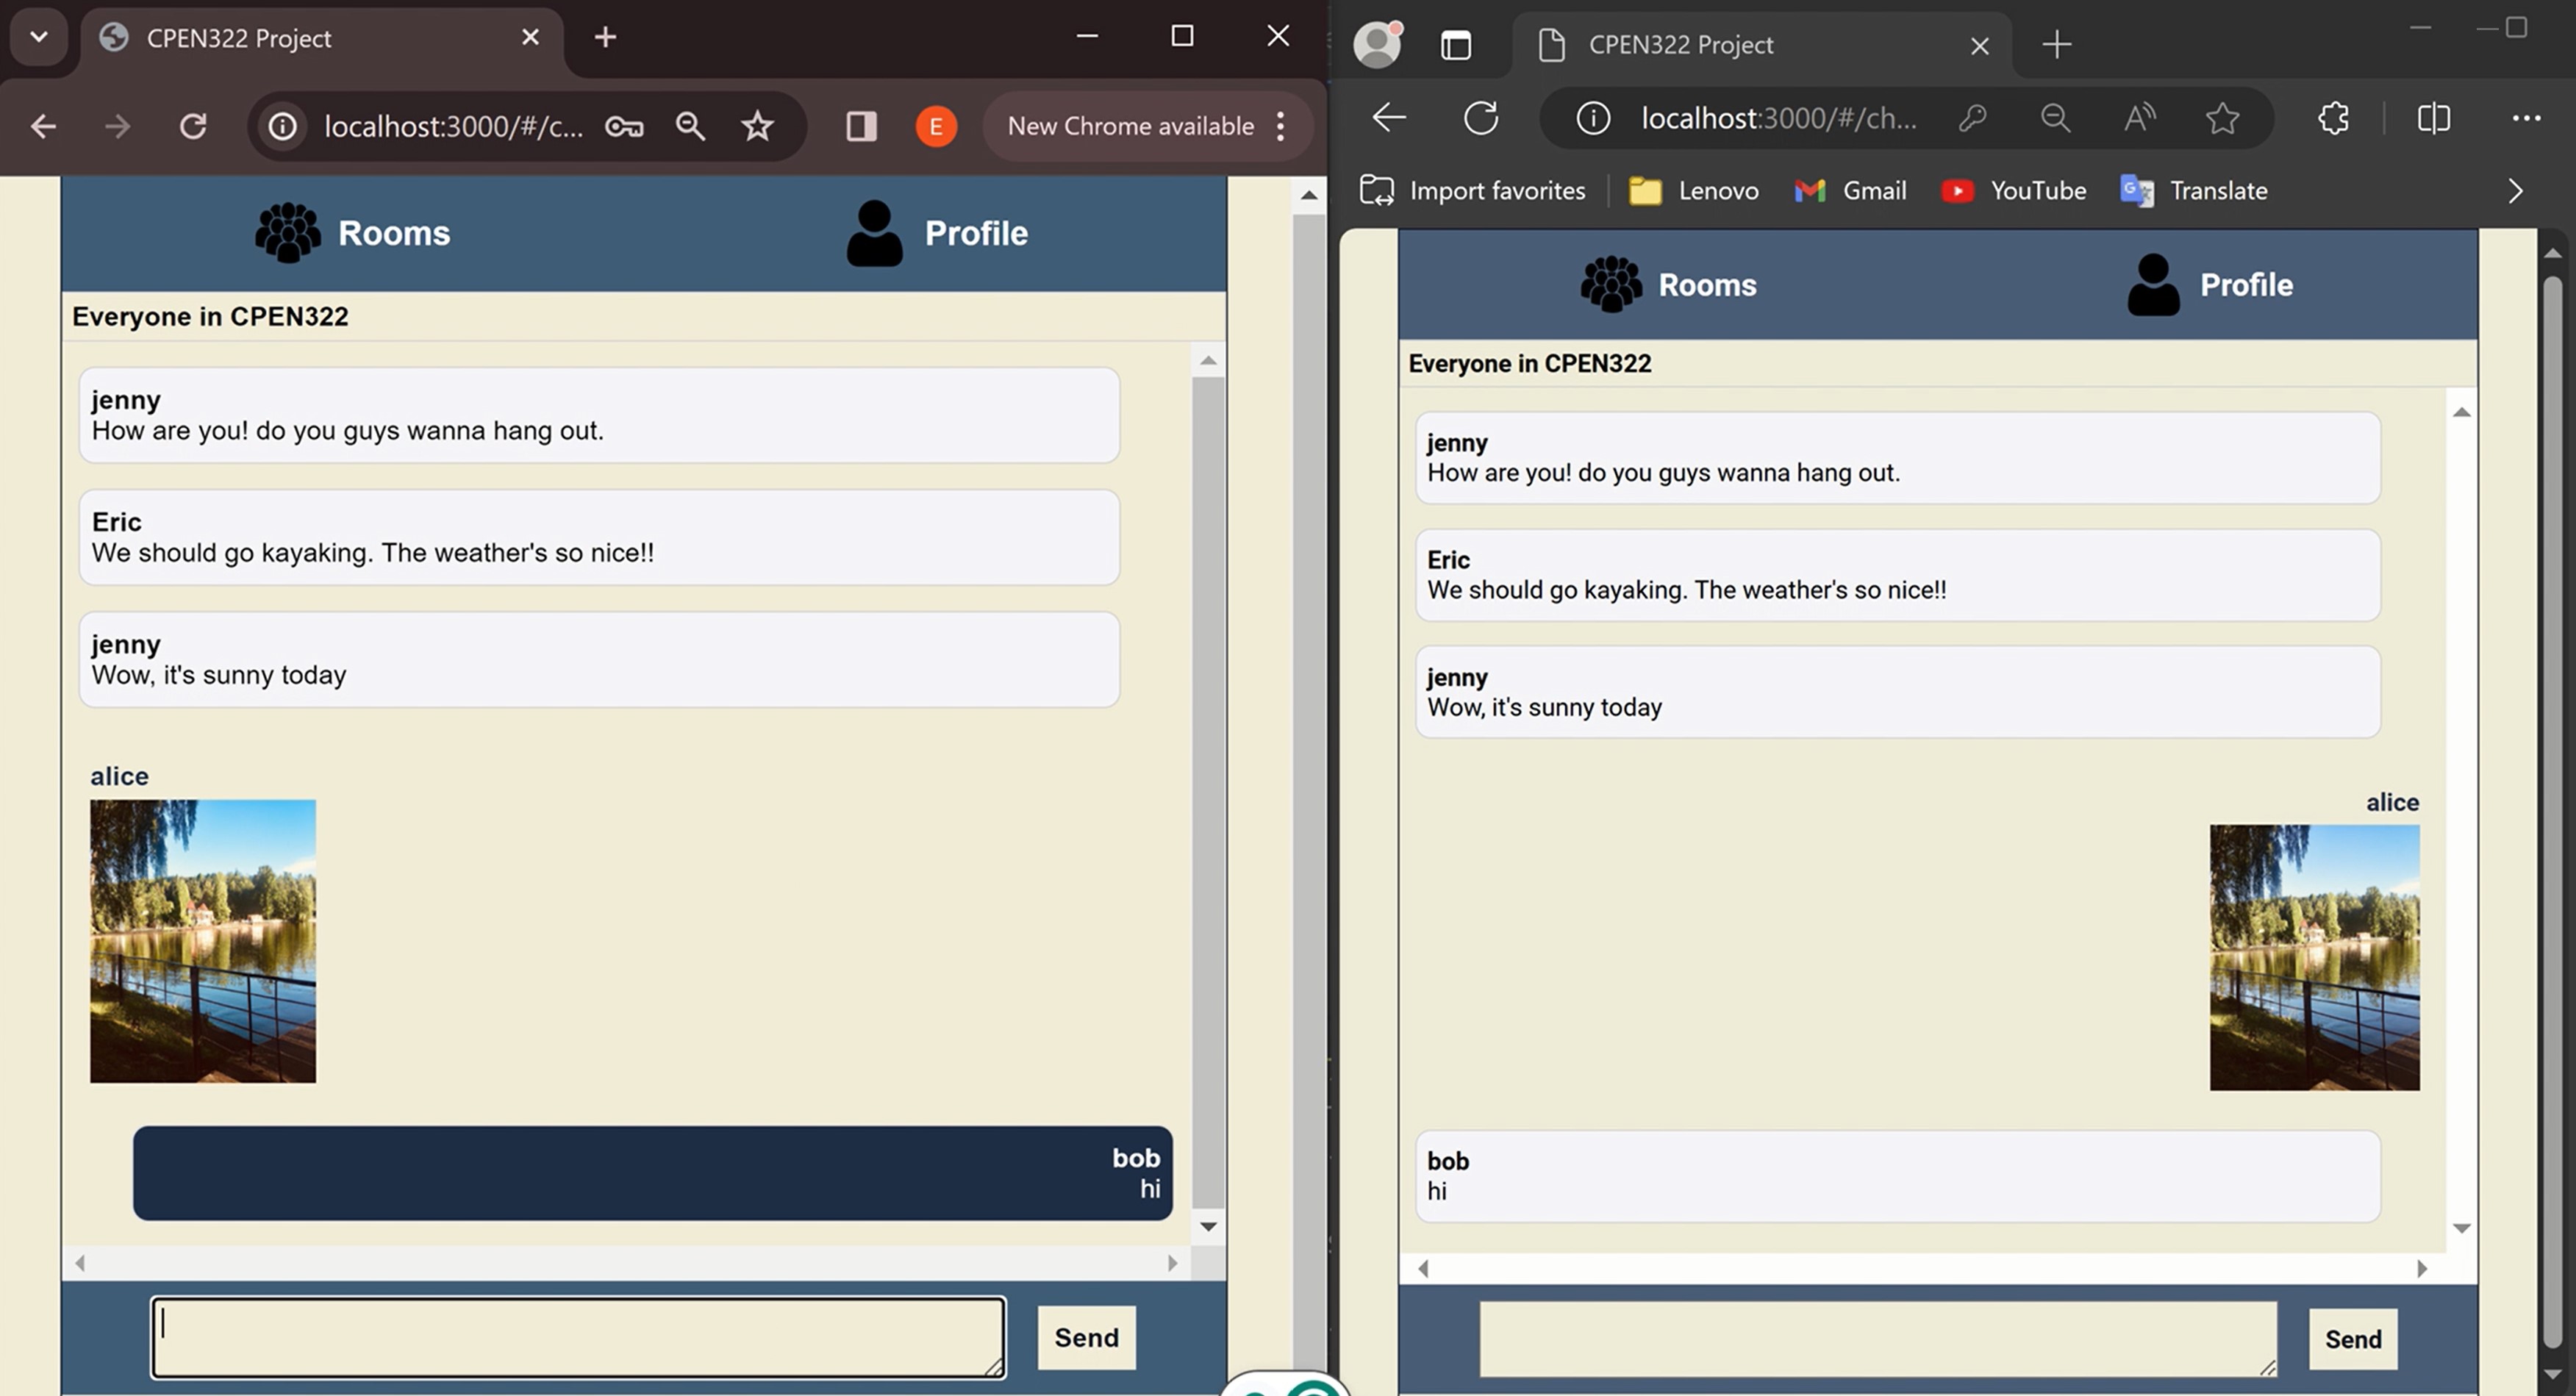 CPEN322 Project
localhost:3000/#/c...
E
New Chrome available
Rooms
Profile
Everyone in CPEN322
jenny
How are you! do you guys wanna hang out.
Eric
We should go kayaking. The weather's so nice!!
jenny
Wow, it's sunny today
alice
bob
hi
Send
CPEN322 Project
localhost:3000/#/ch...
Import favorites
Lenovo
Gmail
YouTube
Translate
Rooms
Profile
Everyone in CPEN322
jenny
How are you! do you guys wanna hang out.
Eric
We should go kayaking. The weather's so nice!!
jenny
Wow, it's sunny today
alice
bob
hi
Send